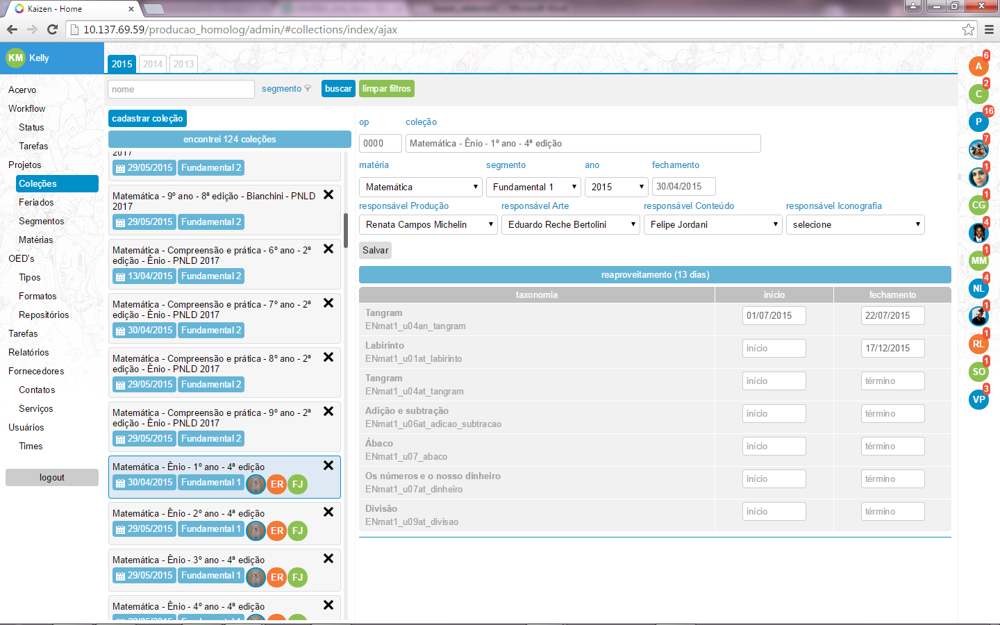 Kaizen - Home
10.137.69.59/producao_homolog/admin/#collections/index/ajax
KM Kelly
Acervo
Workflow
Status
Tarefas
Projetos
Coleções
Feriados
Segmentos
Matérias
OED's
Tipos
Formatos
Repositórios
Tarefas
Relatórios
Fornecedores
Contatos
Serviços
Usuários
Times
logout
2015 2014 2013
nome segmento buscar limpar filtros
cadastrar coleção
encontrei 124 coleções
2017
29/05/2015 Fundamental 2
Matemática - 9º ano - 8ª edição - Bianchini - PNLD
2017
29/05/2015 Fundamental 2
Matemática - Compreensão e prática - 6º ano - 2ª
edição - Ênio - PNLD 2017
13/04/2015 Fundamental 2
Matemática - Compreensão e prática - 7º ano - 2ª
edição - Ênio - PNLD 2017
30/04/2015 Fundamental 2
Matemática - Compreensão e prática - 8º ano - 2ª
edição - Ênio - PNLD 2017
29/05/2015 Fundamental 2
Matemática - Compreensão e prática - 9º ano - 2ª
edição - Ênio - PNLD 2017
29/05/2015 Fundamental 2
Matemática - Ênio - 1º ano - 4ª edição
30/04/2015 Fundamental 1 ER FJ
Matemática - Ênio - 2º ano - 4ª edição
29/05/2015 Fundamental 1 ER FJ
Matemática - Ênio - 3º ano - 4ª edição
29/05/2015 Fundamental 1 ER FJ
Matemática - Ênio - 4º ano - 4ª edição
29/05/2015 Fundamental 1 ER FJ
op coleção
0000 Matemática - Ênio - 1º ano - 4ª edição
matéria segmento ano fechamento
Matemática Fundamental 1 2015 30/04/2015
responsável Produção responsável Arte responsável Conteúdo responsável Iconografia
Renata Campos Michelin Eduardo Reche Bertolini Felipe Jordani selecione
Salvar
reaproveitamento (13 dias)
taxonomia início fechamento
Tangram
ENmat1_u04an_tangram 01/07/2015 22/07/2015
Labirinto
ENmat1_u01at_labirinto início 17/12/2015
Tangram
ENmat1_u04at_tangram início término
Adição e subtração
ENmat1_u06at_adicao_subtracao início término
Ábaco
ENmat1_u07_abaco início término
Os números e o nosso dinheiro
ENmat1_u07at_dinheiro início término
Divisão
ENmat1_u09at_divisao início término
A 6
C 2
P 16
7
1
CG 1
4
MM 1
NL 4
1
RL 1
SO 1
VP 3